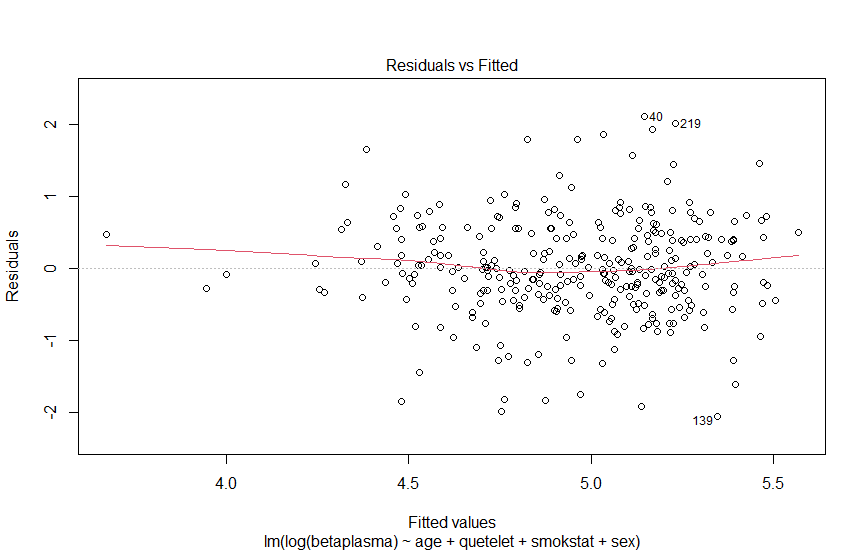 Residuals vs Fitted
Residuals
2
1
0
-1
-2
40
219
139
4.0 4.5 5.0 5.5
Fitted values
lm(log(betaplasma) ~ age + quetelet + smokstat + sex)